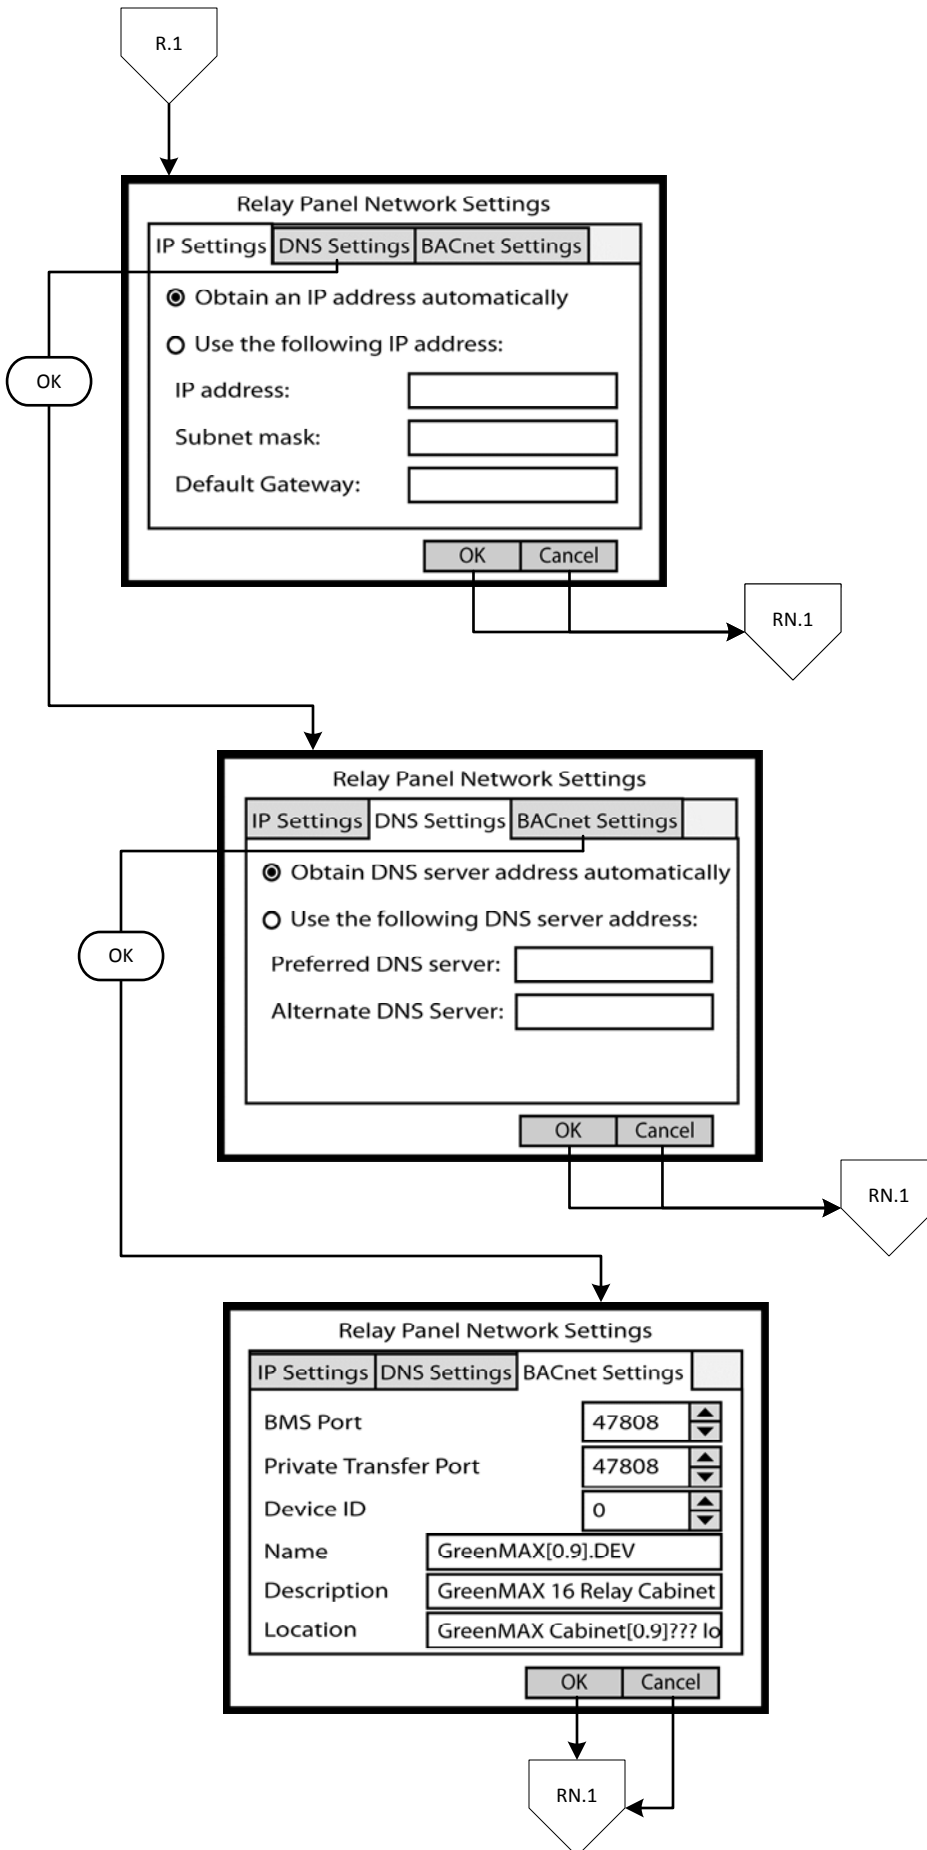 R.1
Relay Panel Network Settings
IP Settings DNS Settings BACnet Settings
Obtain an IP address automatically
Use the following IP address:
OK
IP address:
Subnet mask:
Default Gateway:
OK Cancel
RN.1
Relay Panel Network Settings
IP Settings DNS Settings BACnet Settings
Obtain DNS server address automatically
Use the following DNS server address:
OK
Preferred DNS server:
Alternate DNS Server:
OK Cancel
RN.1
Relay Panel Network Settings
IP Settings DNS Settings BACnet Settings
BMS Port 47808
Private Transfer Port 47808
Device ID 0
Name GreenMAX[0.9].DEV
Description GreenMAX 16 Relay Cabinet
Location GreenMAX Cabinet[0.9]??? lo
OK Cancel
RN.1